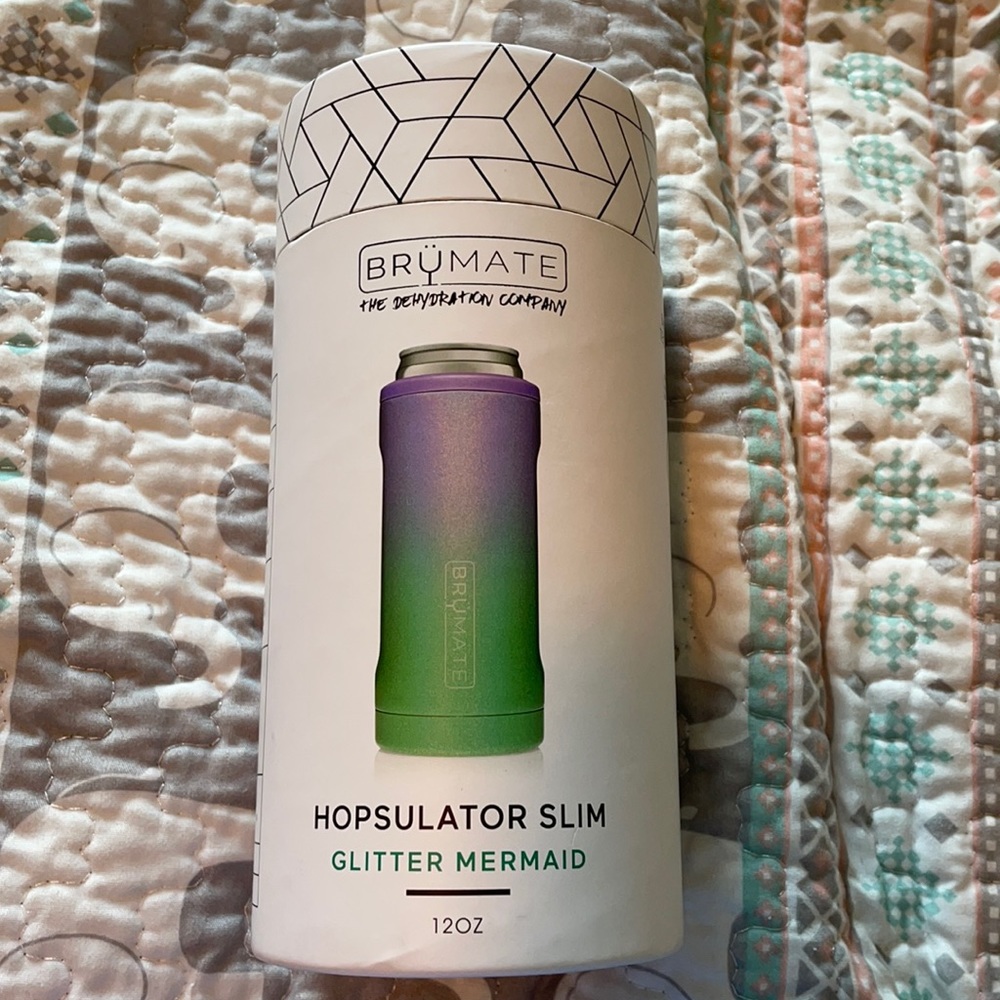 BRÜMATE
THE DEHYDRATION COMPANY
BRÜMATE
HOPSULATOR SLIM
GLITTER MERMAID
12OZ